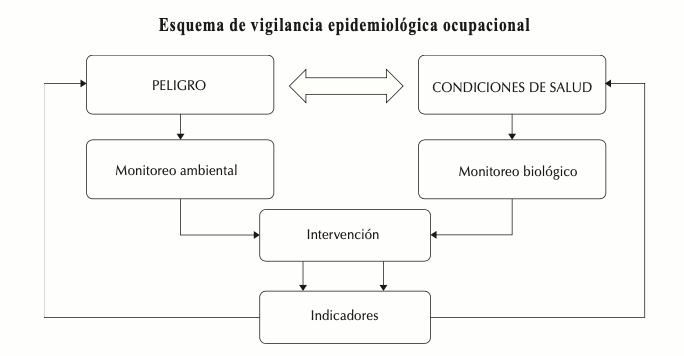 Esquema de vigilancia epidemiológica ocupacional
PELIGRO
CONDICIONES DE SALUD
Monitoreo ambiental
Monitoreo biológico
Intervención
Indicadores